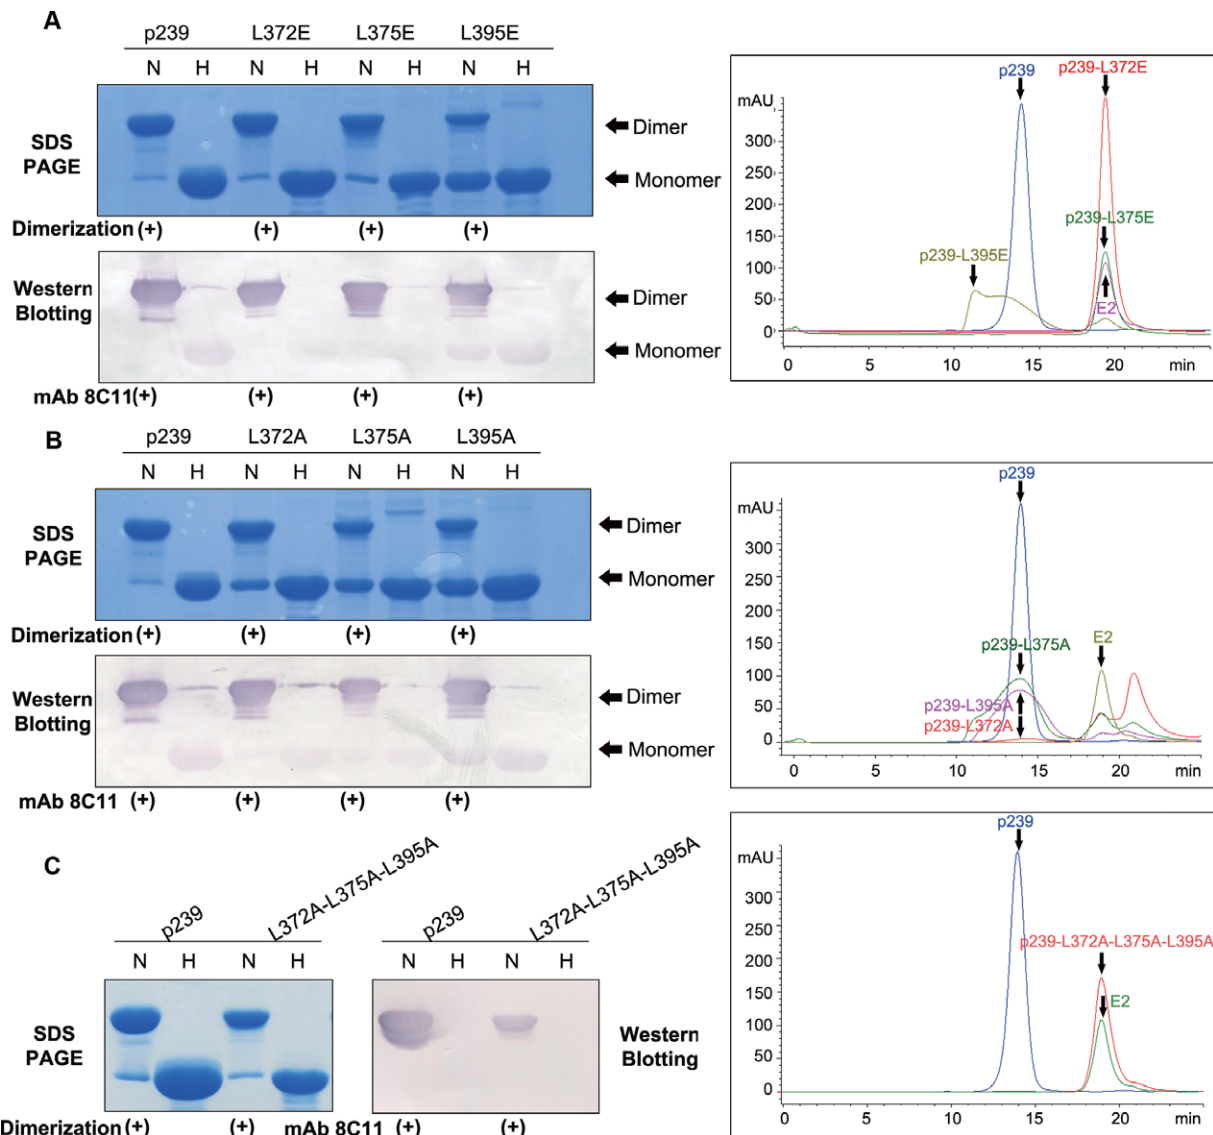 A
p239 L372E L375E L395E
N H N H N H N H
SDS
PAGE
Dimer
Monomer
Dimerization (+) (+) (+) (+)
Western
Blotting
Dimer
Monomer
mAb 8C11(+) (+) (+) (+)
p239 p239-L372E
mAU
300
250
200
150
100
50
0
p239-L375E
p239-L395E
E2
0 5 10 15 20 min
B
p239 L372A L375A L395A
N H N H N H N H
SDS
PAGE
Dimer
Monomer
Dimerization (+) (+) (+) (+)
Western
Blotting
Dimer
Monomer
mAb 8C11 (+) (+) (+) (+)
p239
mAU
300
250
200
150
100
50
0
p239-L375A
E2
p239-L395A
p239-L372A
0 5 10 15 20 min
C
p239 L372A-L375A-L395A
N H N H
SDS
PAGE
Dimerization (+) (+)
p239 L372A-L375A-L395A
N H N H
Western
Blotting
mAb 8C11 (+) (+)
p239
mAU
300
250
200
150
100
50
0
p239-L372A-L375A-L395A
E2
0 5 10 15 20 min